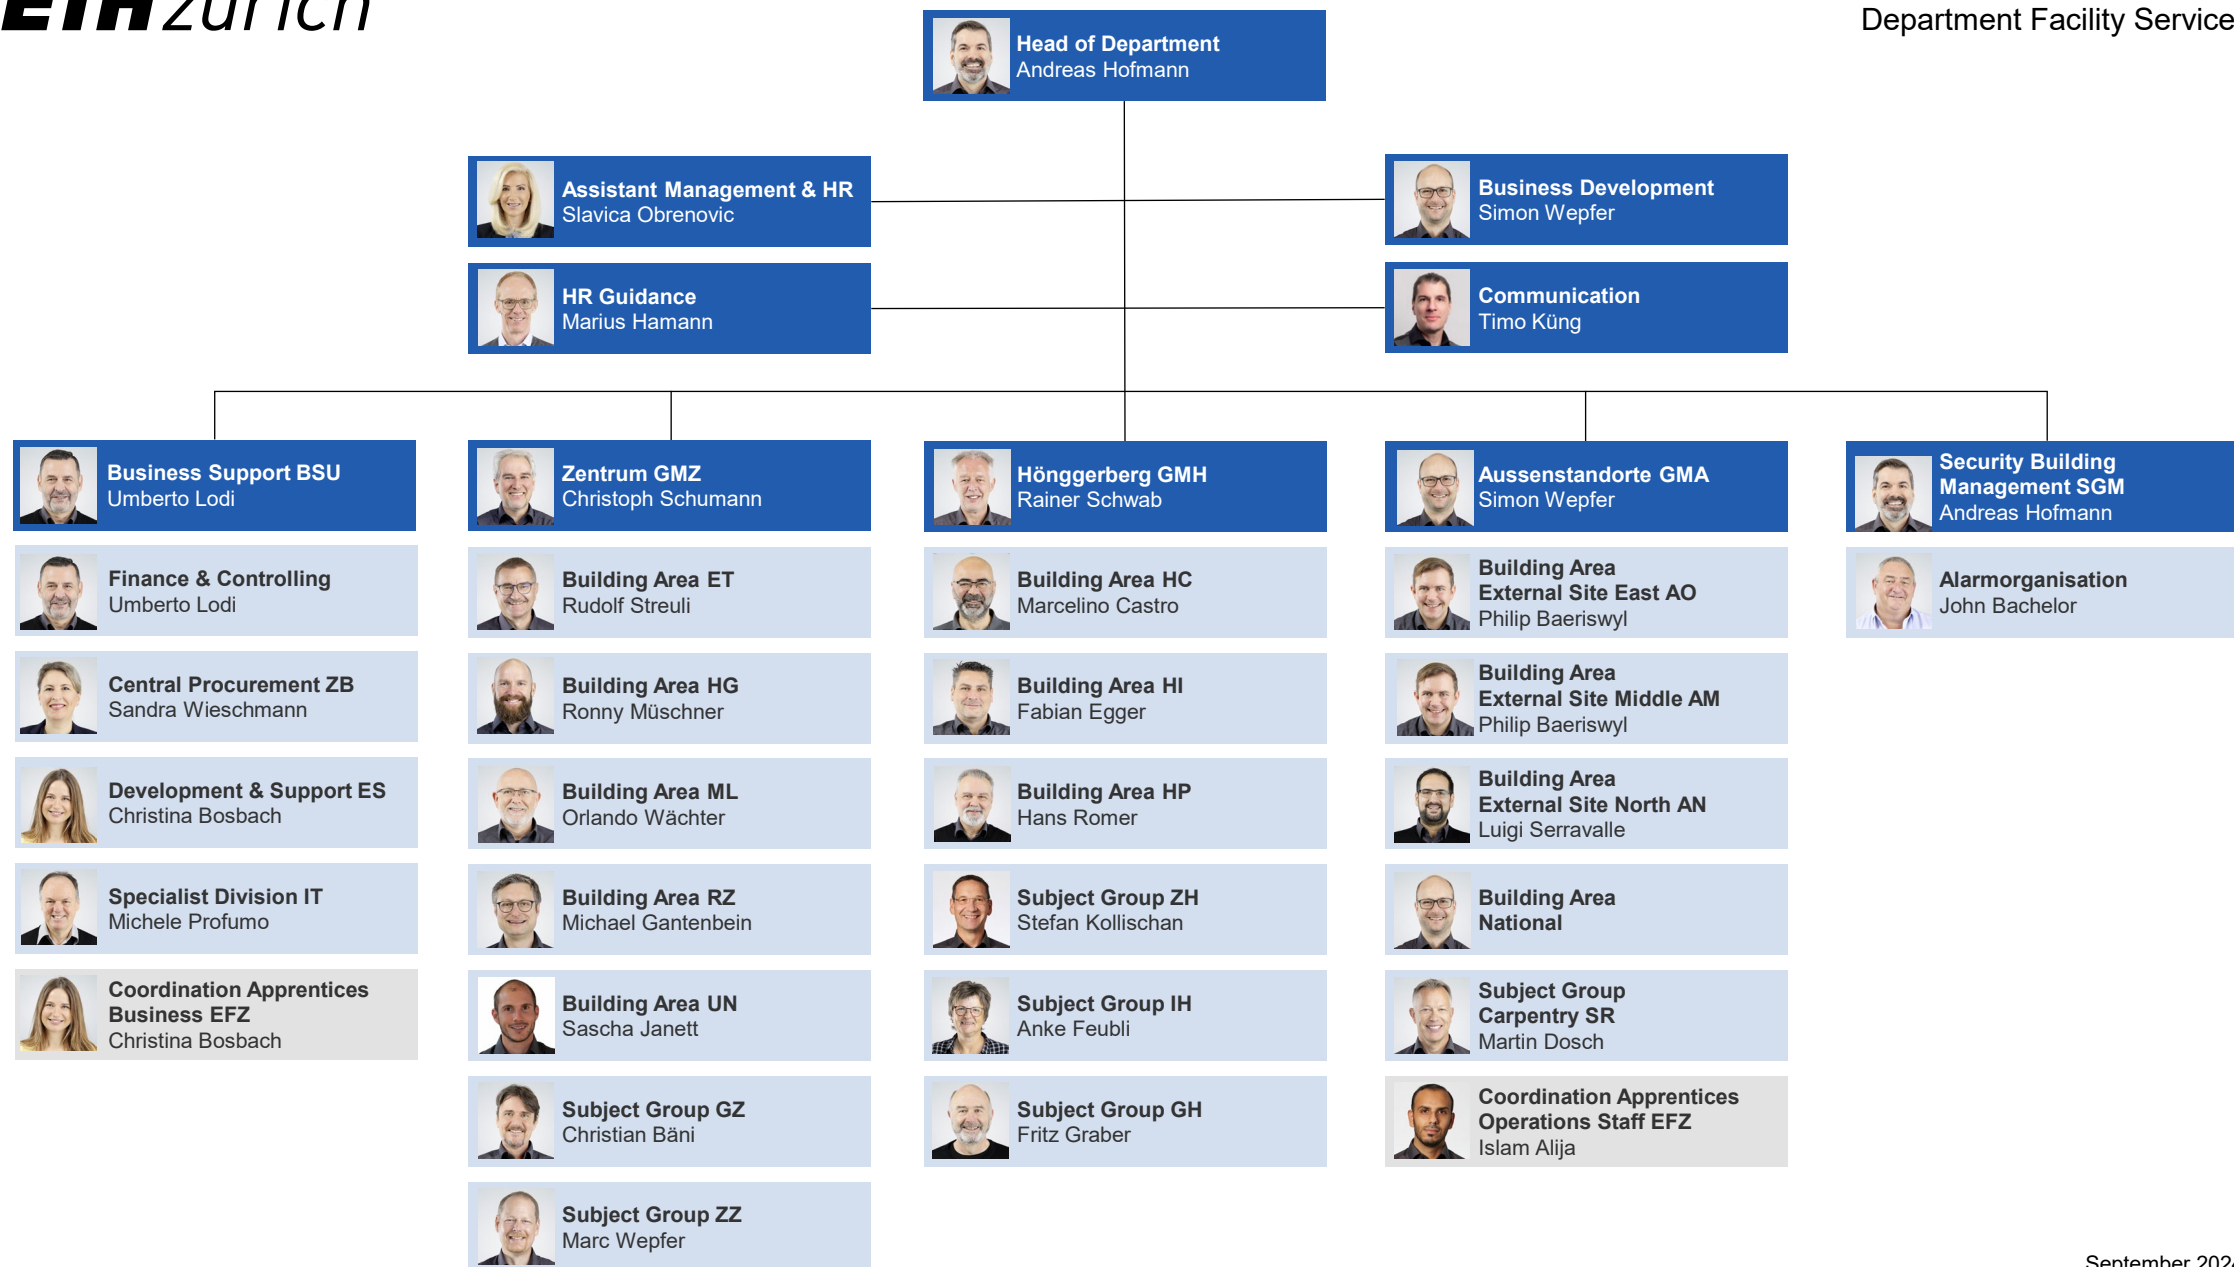 ETH zürich
Department Facility Service
Head of Department
Andreas Hofmann
Assistant Management & HR
Slavica Obrenovic
Business Development
Simon Wepfer
HR Guidance
Marius Hamann
Communication
Timo Küng
Business Support BSU
Umberto Lodi
Finance & Controlling
Umberto Lodi
Central Procurement ZB
Sandra Wieschmann
Development & Support ES
Christina Bosbach
Specialist Division IT
Michele Profumo
Coordination Apprentices
Business EFZ
Christina Bosbach
Zentrum GMZ
Christoph Schumann
Building Area ET
Rudolf Streuli
Building Area HG
Ronny Müschner
Building Area ML
Orlando Wächter
Building Area RZ
Michael Gantenbein
Building Area UN
Sascha Janett
Subject Group GZ
Christian Bäni
Subject Group ZZ
Marc Wepfer
Hönggerberg GMH
Rainer Schwab
Building Area HC
Marcelino Castro
Building Area HI
Fabian Egger
Building Area HP
Hans Romer
Subject Group ZH
Stefan Kollischan
Subject Group IH
Anke Feubli
Subject Group GH
Fritz Graber
Aussenstandorte GMA
Simon Wepfer
Building Area
External Site East AO
Philip Baeriswyl
Building Area
External Site Middle AM
Philip Baeriswyl
Building Area
External Site North AN
Luigi Serravalle
Building Area
National
Subject Group
Carpentry SR
Martin Dosch
Coordination Apprentices
Operations Staff EFZ
Islam Alija
Security Building
Management SGM
Andreas Hofmann
Alarmorganisation
John Bachelor
September